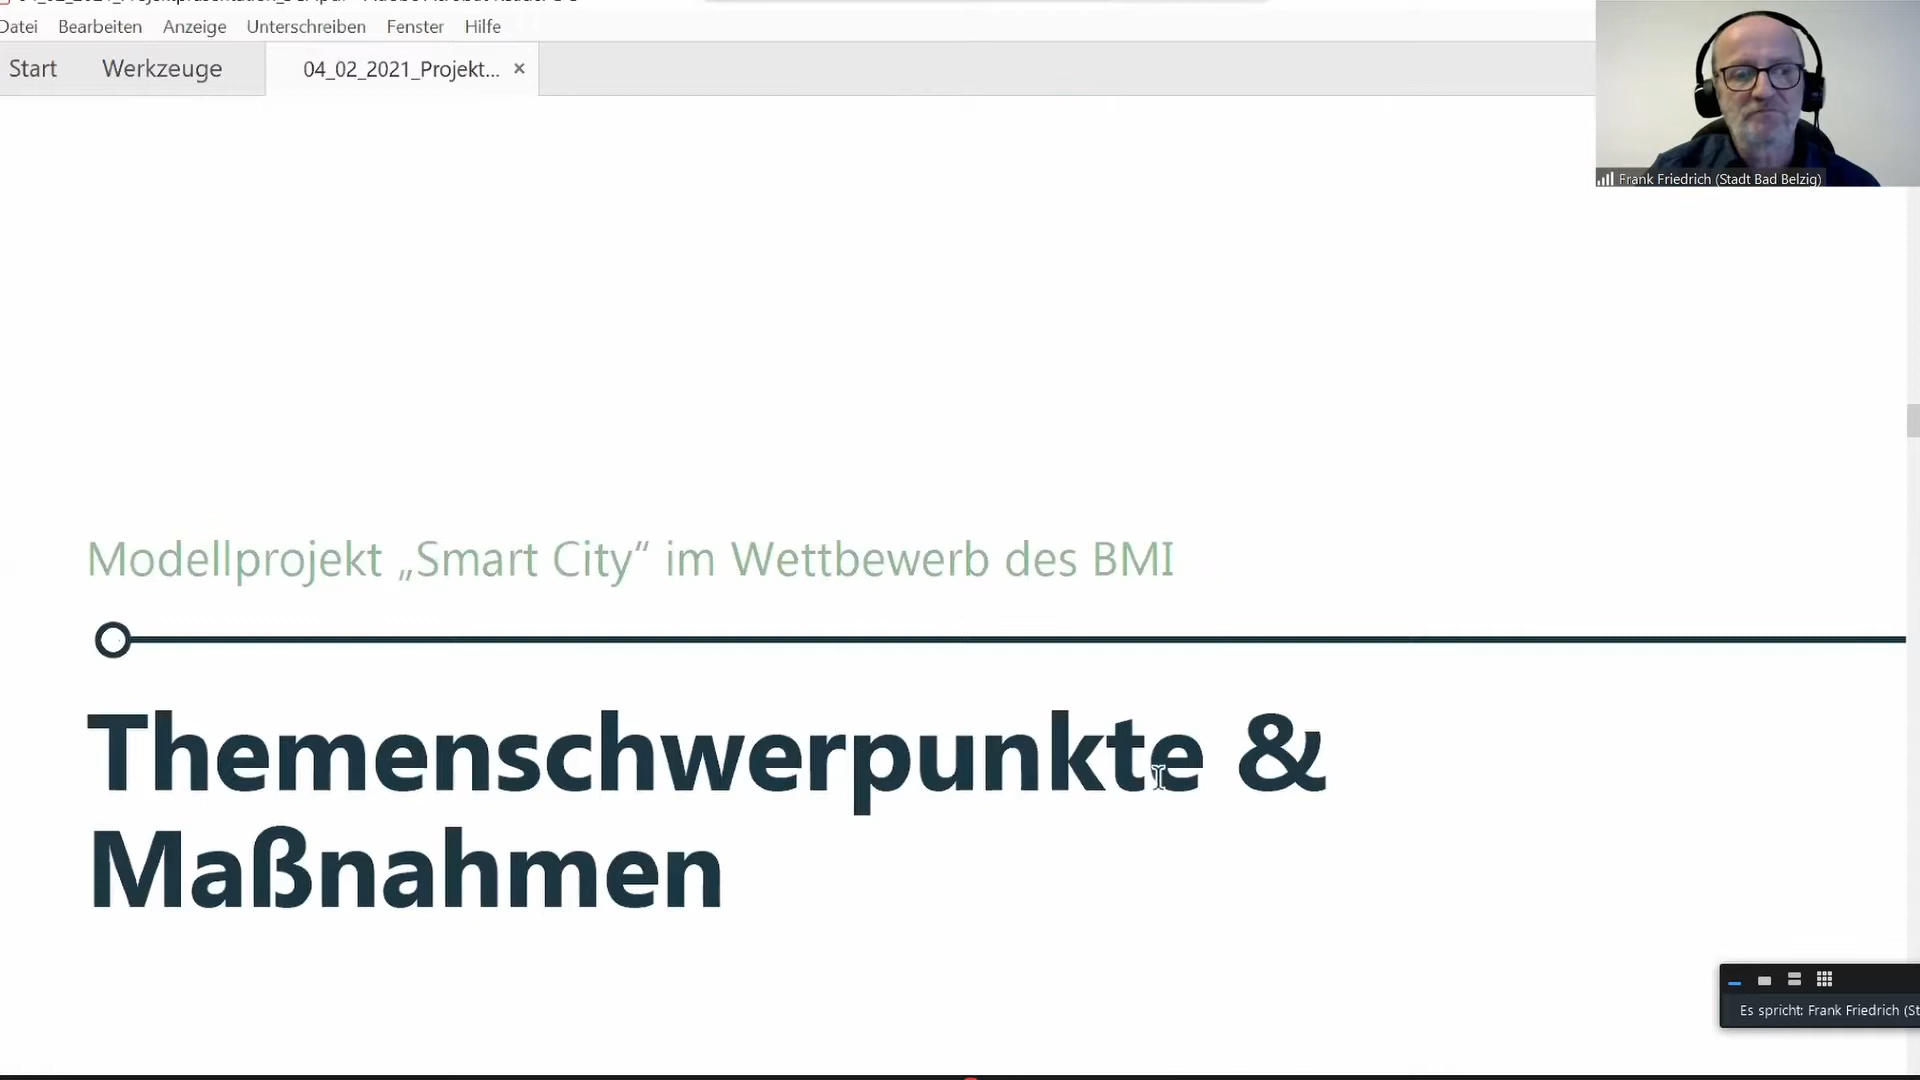 Datei Bearbeiten Anzeige Unterschreiben Fenster Hilfe
Start Werkzeuge 04_02_2021_Projekt... ×
Frank Friedrich (Stadt Bad Belzig)
Modellprojekt „Smart City“ im Wettbewerb des BMI
Themenschwerpunkte &
Maßnahmen
Es spricht: Frank Friedrich (St